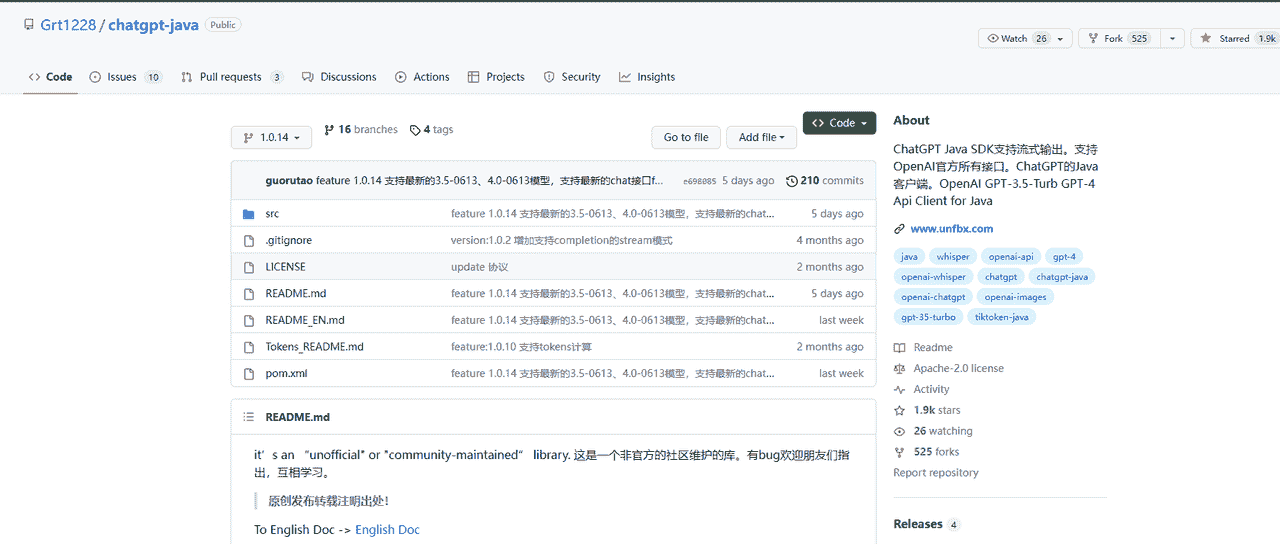 Grt1228 / chatgpt-java Public
Watch 26 Fork 525 Starred 1.9k
Code Issues 10 Pull requests 3 Discussions Actions Projects Security Insights
1.0.14 16 branches 4 tags Go to file Add file Code
guorutao feature 1.0.14 支持最新的3.5-0613、4.0-0613模型，支持最新的chat接口f... e698085 5 days ago 210 commits
src feature 1.0.14 支持最新的3.5-0613、4.0-0613模型，支持最新的chat... 5 days ago
.gitignore version:1.0.2 增加支持completion的stream模式 4 months ago
LICENSE update 协议 2 months ago
README.md feature 1.0.14 支持最新的3.5-0613、4.0-0613模型，支持最新的chat... 5 days ago
README_EN.md feature 1.0.14 支持最新的3.5-0613、4.0-0613模型，支持最新的chat... last week
Tokens_README.md feature:1.0.10 支持tokens计算 2 months ago
pom.xml feature 1.0.14 支持最新的3.5-0613、4.0-0613模型，支持最新的chat... last week
README.md
it' s an “unofficial" or "community-maintained“ library. 这是一个非官方的社区维护的库。有bug欢迎朋友们指
出，互相学习。
原创发布转载注明出处！
To English Doc -> English Doc
About
ChatGPT Java SDK支持流式输出。支持
OpenAI官方所有接口。ChatGPT的Java
客户端。OpenAI GPT-3.5-Turb GPT-4
Api Client for Java
www.unfbx.com
java whisper openai-api gpt-4
openai-whisper chatgpt chatgpt-java
openai-chatgpt openai-images
gpt-35-turbo tiktoken-java
Readme
Apache-2.0 license
Activity
1.9k stars
26 watching
525 forks
Report repository
Releases 4